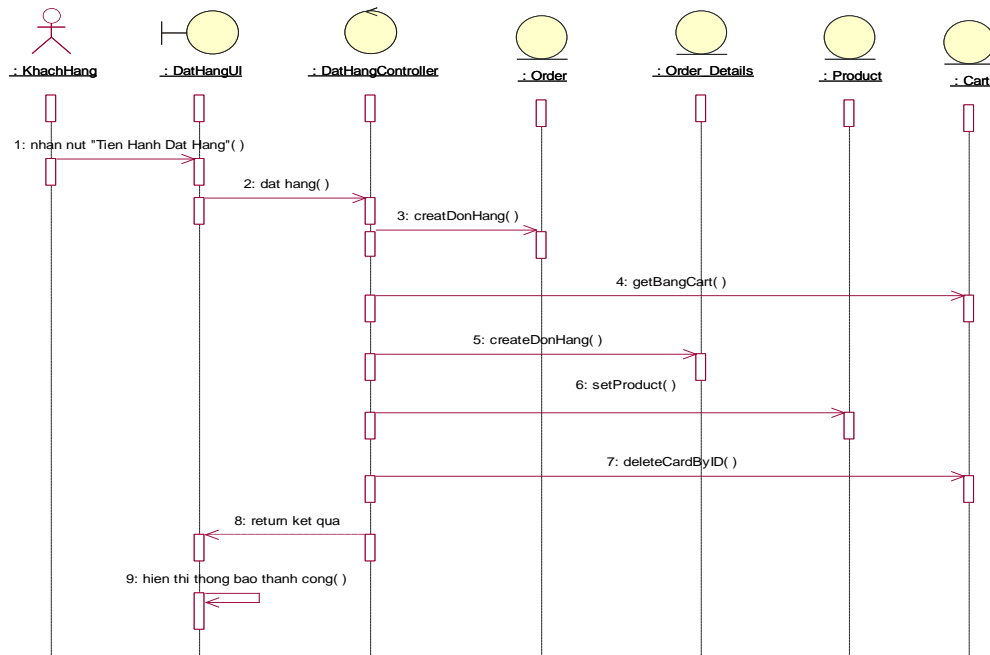 : KhachHang
: DatHangUI
: DatHangController
: Order
: Order_Details
: Product
: Cart
1: nhan nut "Tien Hanh Dat Hang"( )
2: dat hang( )
3: creatDonHang( )
4: getBangCart( )
5: createDonHang( )
6: setProduct( )
7: deleteCardByID( )
8: return ket qua
9: hien thi thong bao thanh cong( )